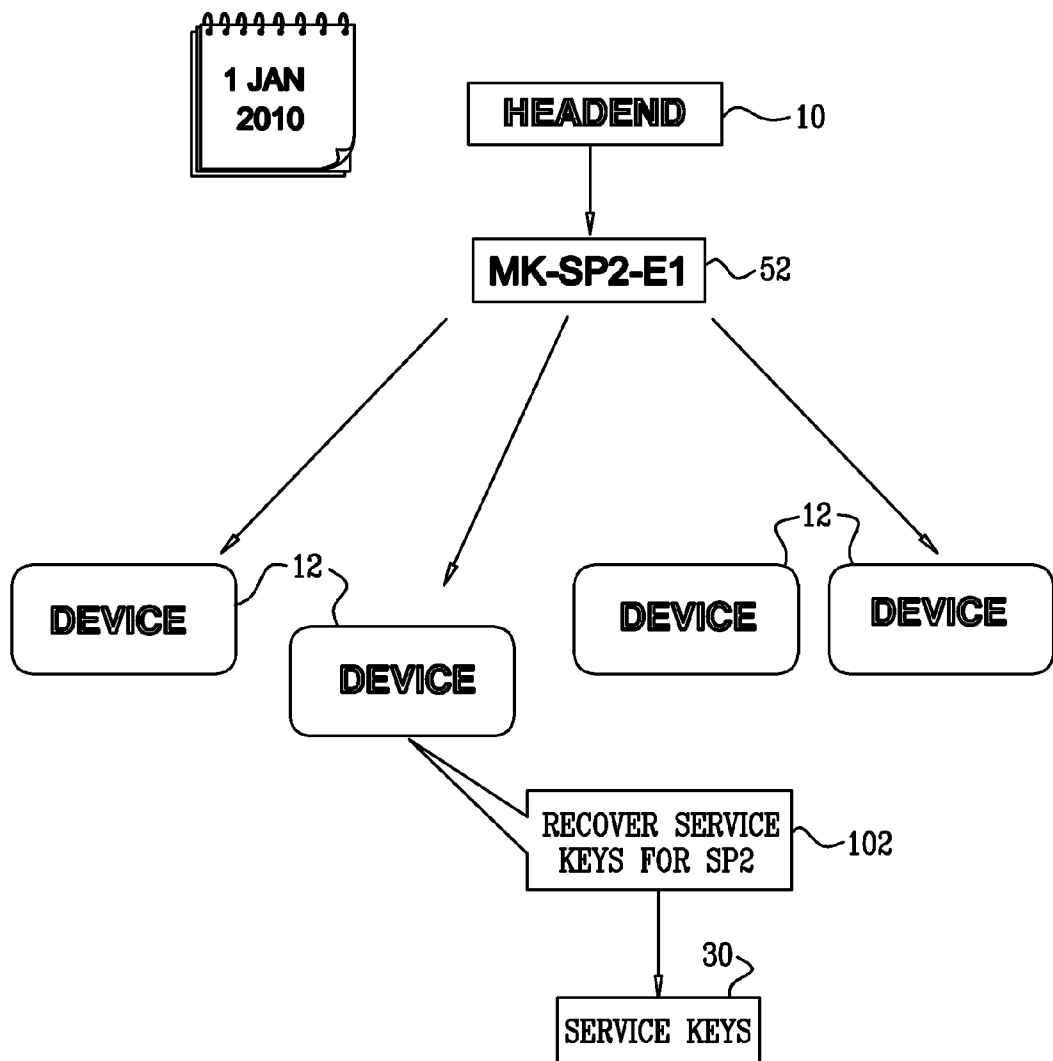 1 JAN
2010
HEADEND
10
MK-SP2-E1
52
12
12
DEVICE
DEVICE
DEVICE
DEVICE
RECOVER SERVICE
KEYS FOR SP2
102
30
SERVICE KEYS